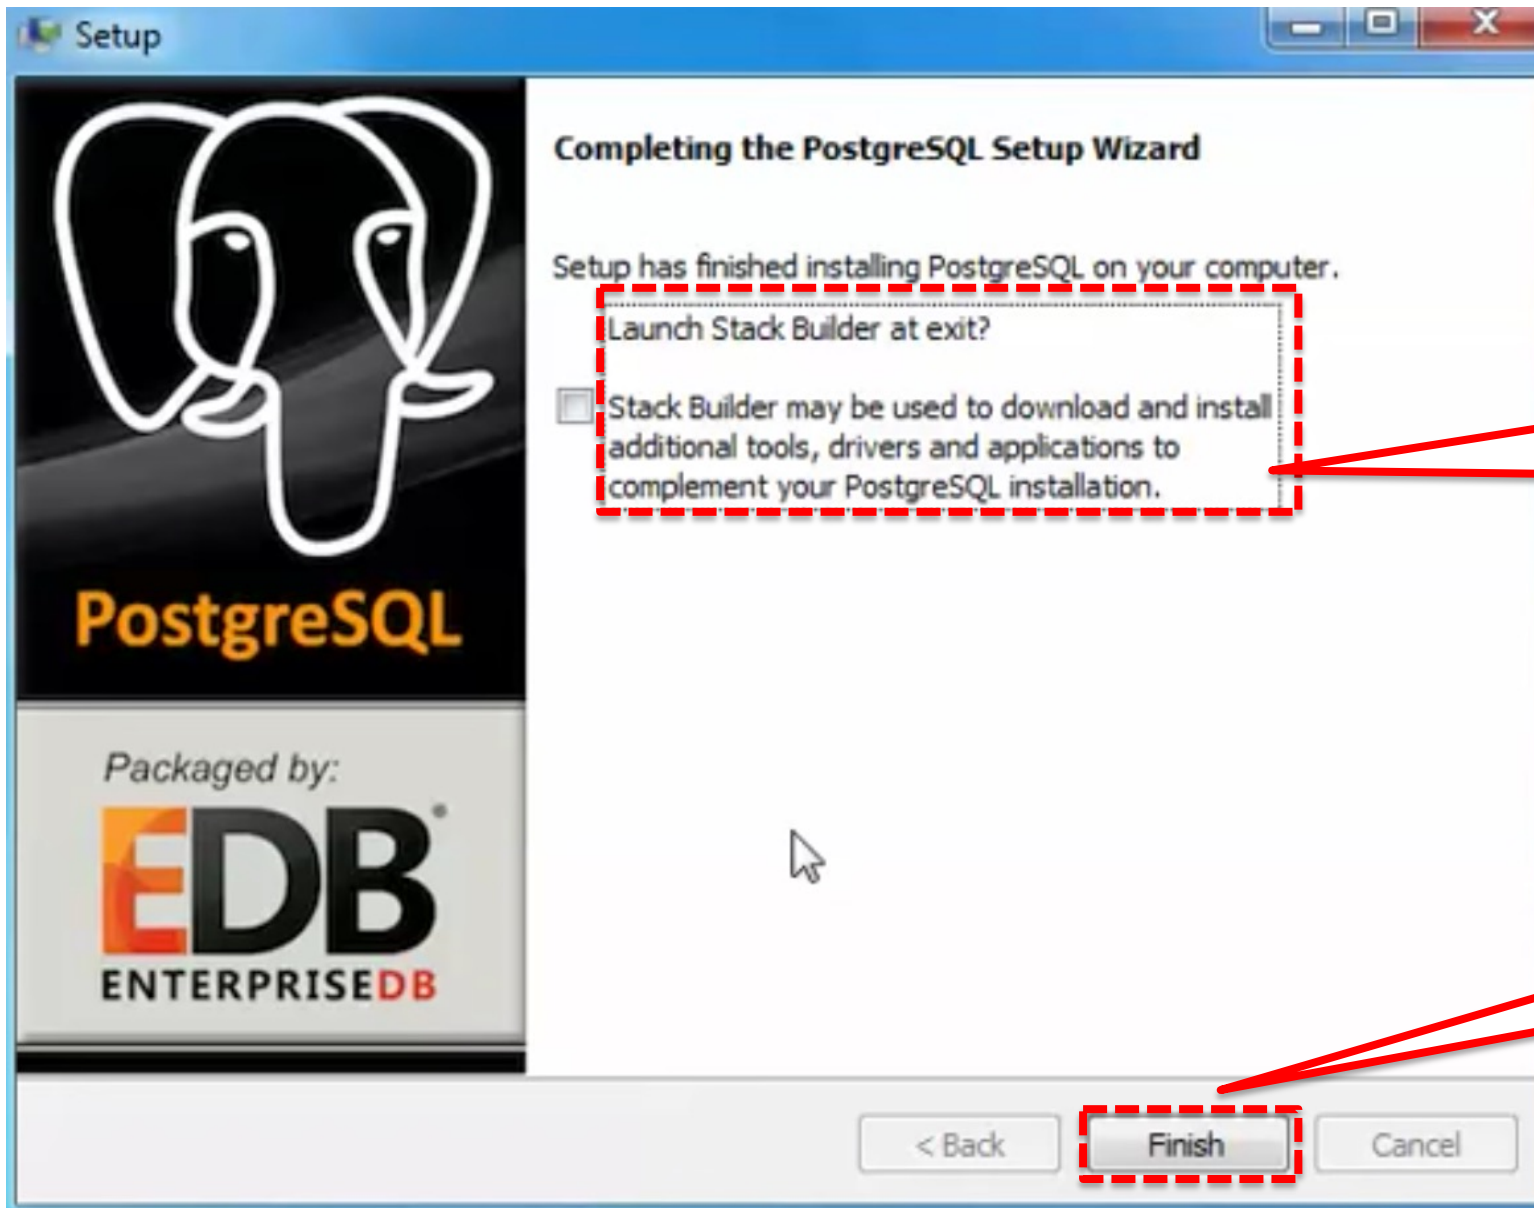 Setup
Completing the PostgreSQL Setup Wizard
Setup has finished installing PostgreSQL on your computer.
Launch Stack Builder at exit?
Stack Builder may be used to download and install
additional tools, drivers and applications to
complement your PostgreSQL installation.
PostgreSQL
Packaged by:
EDB
ENTERPRISEDB
< Back
Finish
Cancel